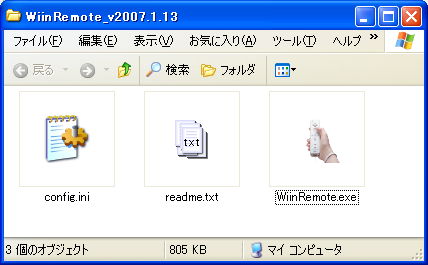 WiinRemote_v2007.1.13
ファイル(F) 編集(E) 表示(V) お気に入り(A) ツール(T) ヘルプ »
戻る 検索 フォルダ
txt
config.ini readme.txt WiinRemote.exe
3 個のオブジェクト 805 KB マイ コンピュータ